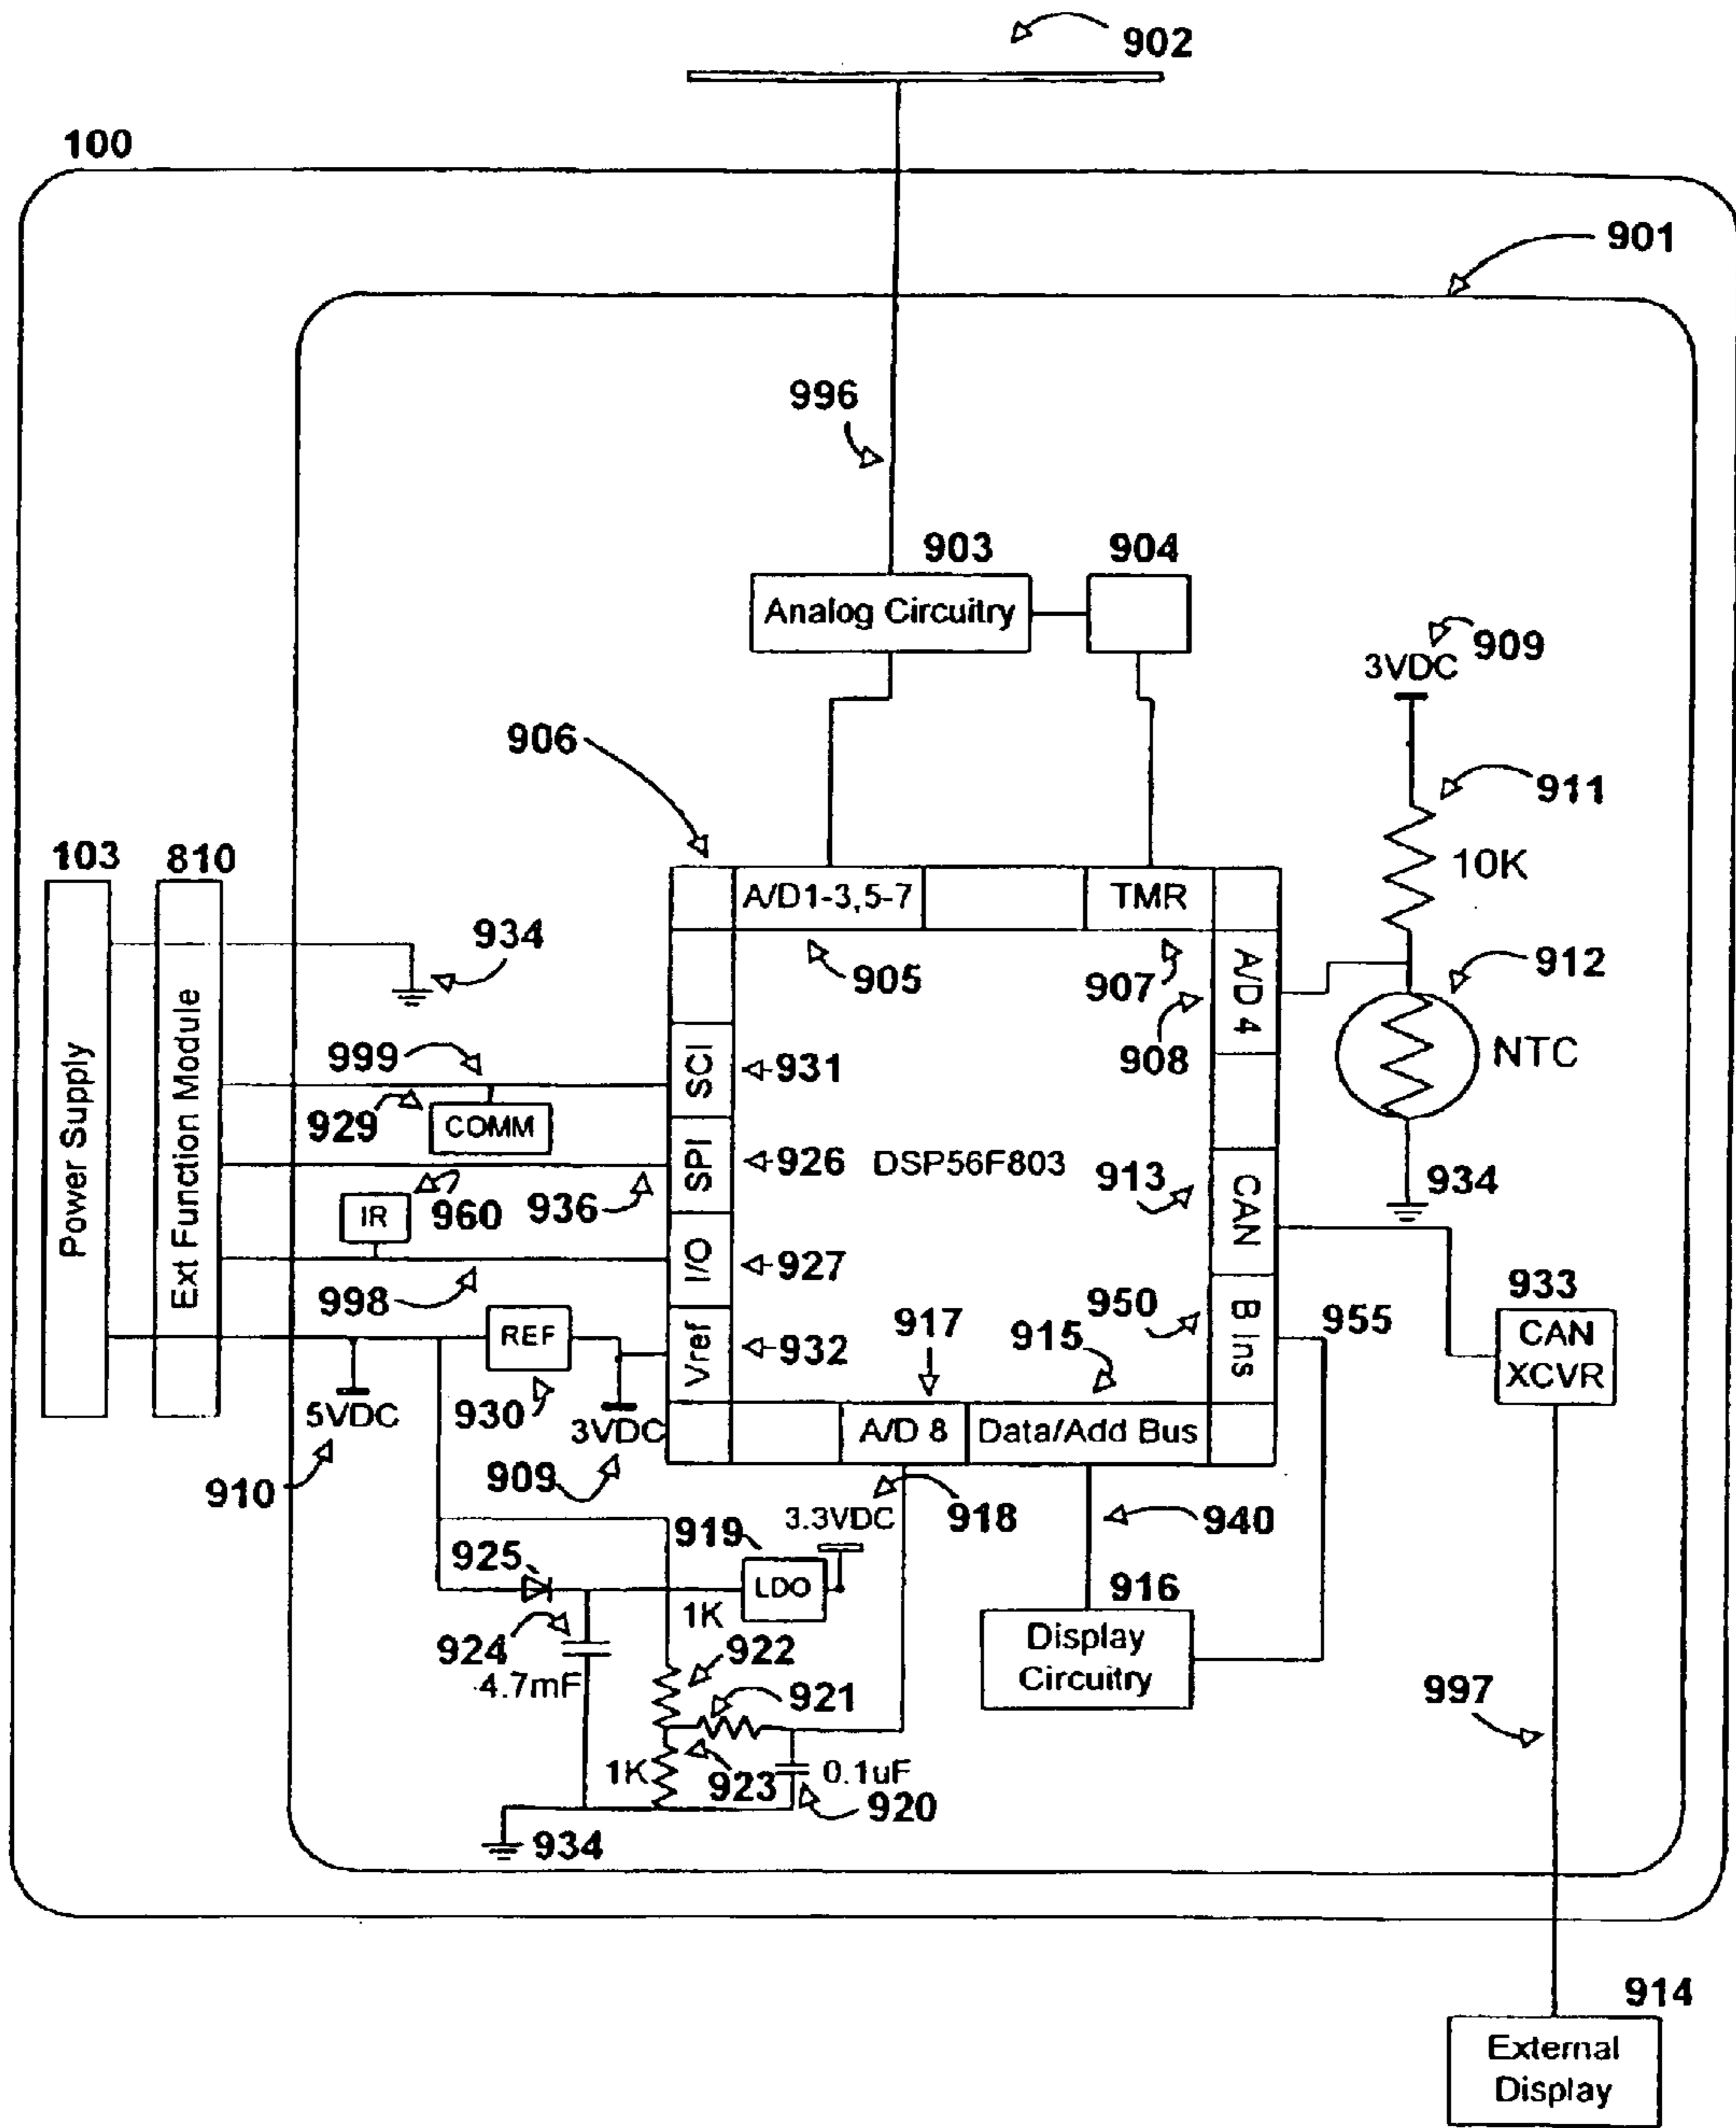 902
100
901
996
903
904
Analog Circuitry
909
3VDC
906
911
10K
103
810
A/D1-3,5-7
TMR
934
905
907
908
A/D 4
912
NTC
Power Supply
Ext Function Module
999
SCI
931
929
COMM
SPI
926
DSP56F803
913
CAN
934
IR
960
936
I/O
927
998
950
B Ins
955
933
CAN
XCVR
REF
Vref
932
917
915
5VDC
930
3VDC
A/D 8
Data/Add Bus
910
909
3.3VDC
918
940
919
925
LDO
1K
916
924
922
Display
Circuitry
4.7mF
921
997
1K
923
0.1uF
920
934
914
External
Display